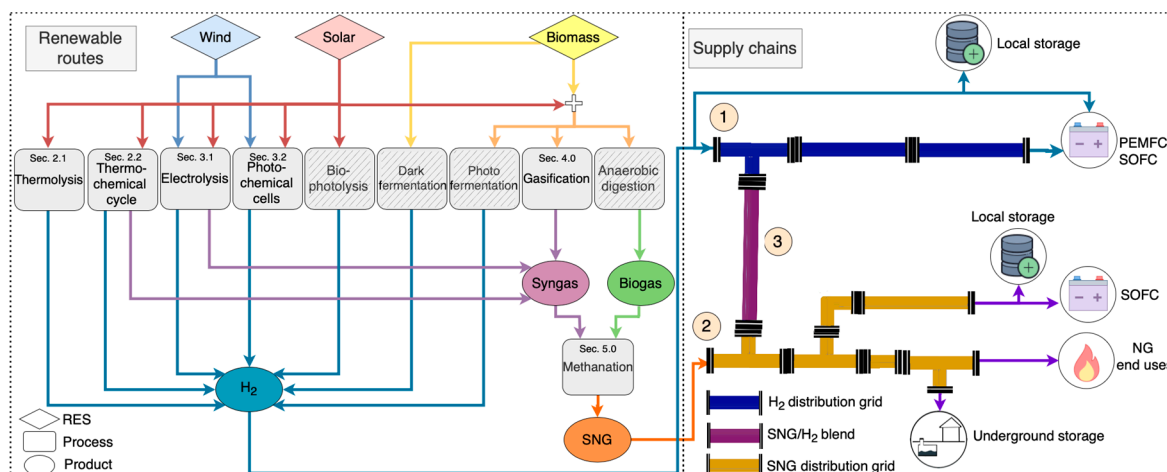 Renewable
routes
Wind
Solar
Biomass
Supply chains
Local storage
1
PEMFC
SOFC
Sec. 2.1
Thermolysis
Sec. 2.2
Thermo-
chemical
cycle
Sec. 3.1
Electrolysis
Sec. 3.2
Photo-
chemical
cells
Bio-
photolysis
Dark
fermentation
Photo
fermentation
Sec. 4.0
Gasification
Anaerobic
digestion
Local storage
3
Syngas
Biogas
SOFC
2
Sec. 5.0
Methanation
NG
end uses
H₂
RES
Process
Product
SNG
H₂ distribution grid
SNG/H₂ blend
SNG distribution grid
Underground storage